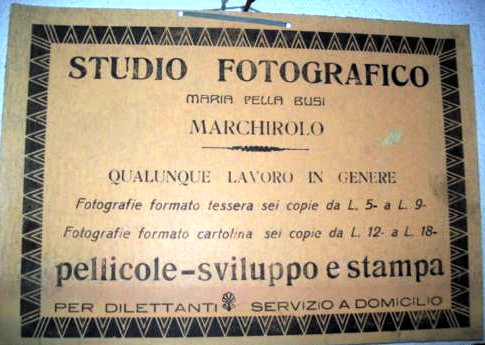 STUDIO FOTOGRAFICO
MARIA PELLA BUSI
MARCHIROLO
QUALUNQUE LAVORO IN GENERE
Fotografie formato tessera sei copie da L. 5- a L. 9-
Fotografie formato cartolina sei copie da L. 12- a L. 18-
pellicole-sviluppo e stampa
PER DILETTANTI SERVIZIO A DOMICILIO